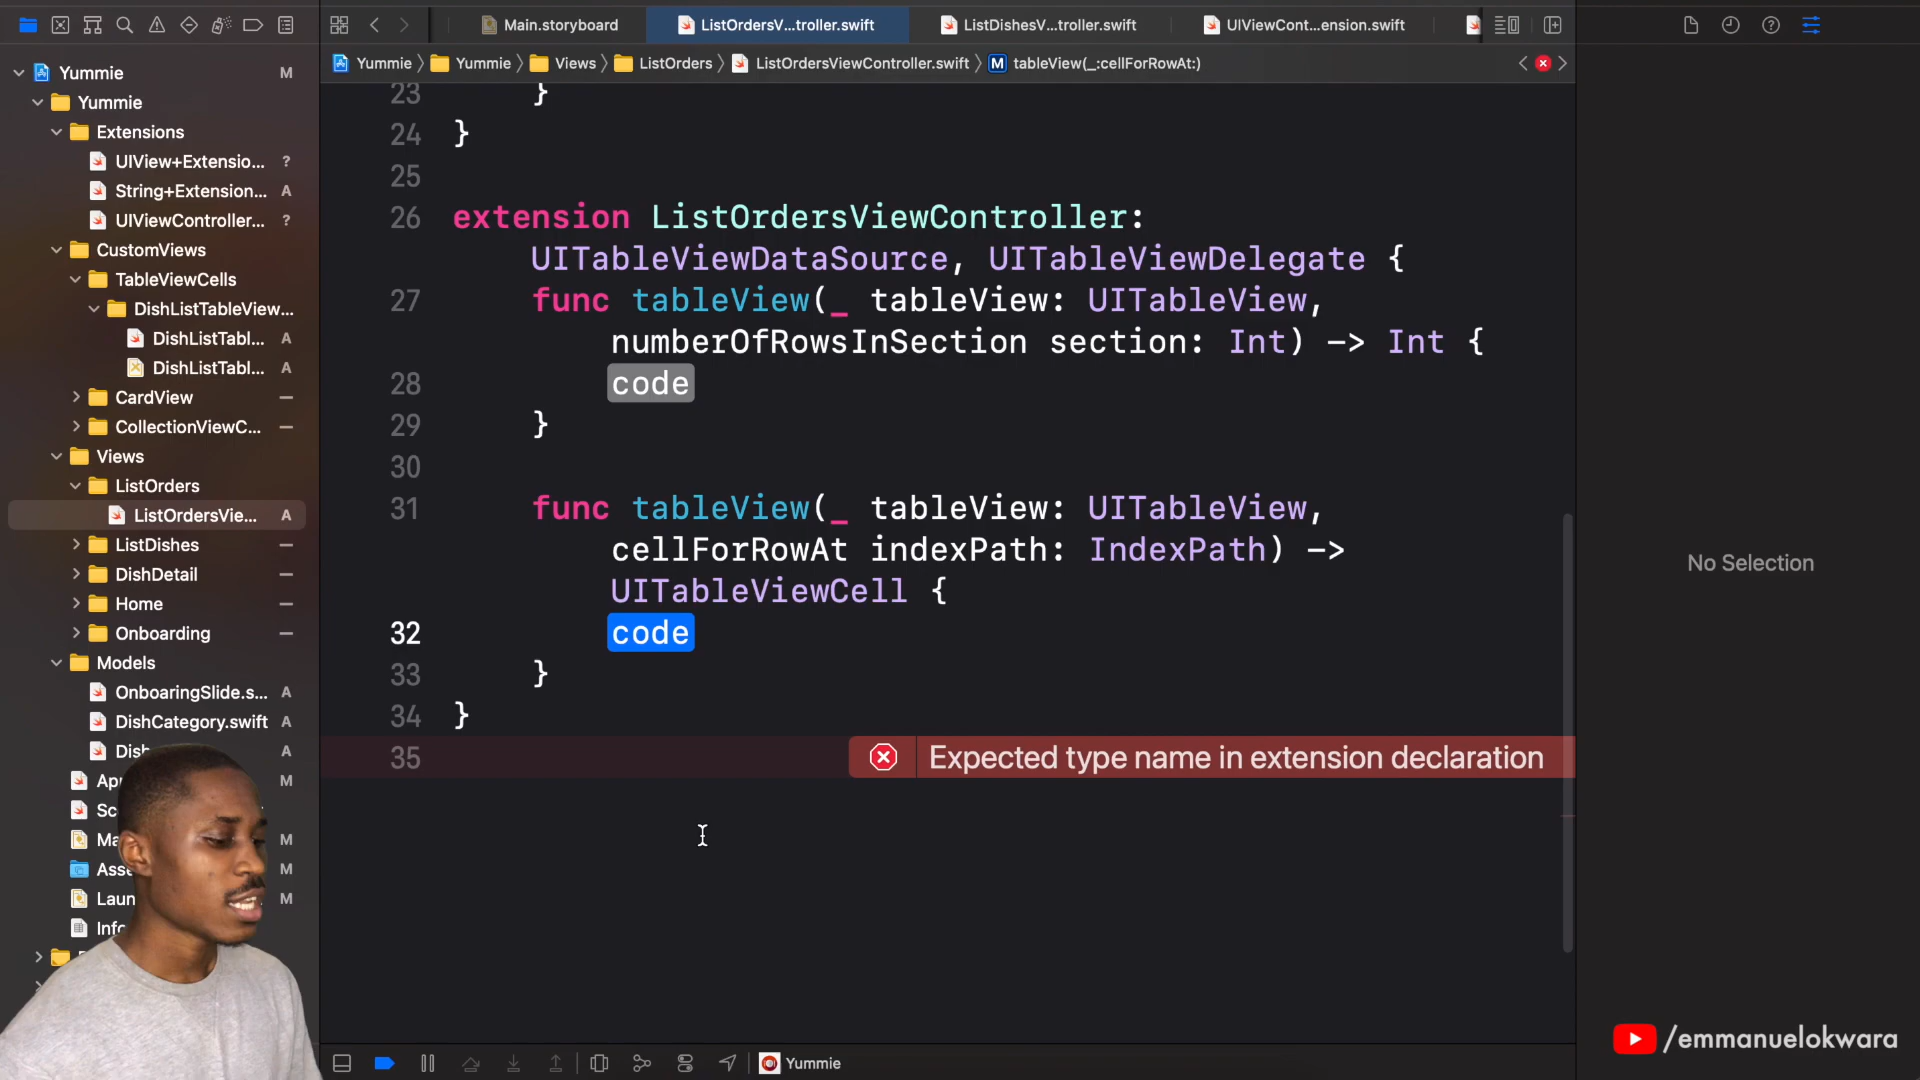 Main.storyboard
ListOrdersV...troller.swift
ListDishesV...troller.swift
UIViewCont...ension.swift
Yummie M
Yummie
Extensions
UIView+Extensio... ?
String+Extension... A
UIViewController... ?
CustomViews
TableViewCells
DishListTableView...
DishListTabl... A
DishListTabl... A
CardView
CollectionViewC...
Views
ListOrders
ListOrdersVie... A
ListDishes
DishDetail
Home
Onboarding
Models
OnboaringSlide.s... A
DishCategory.swift A
Dish A
M
M
M
Laun M
Info
Yummie
Yummie
Views
ListOrders
ListOrdersViewController.swift
M tableView(_:cellForRowAt:)
23 }
24 }
25
26 extension ListOrdersViewController:
UITableViewDataSource, UITableViewDelegate {
27 func tableView(_ tableView: UITableView,
numberOfRowsInSection section: Int) -> Int {
28 code
29 }
30
31 func tableView(_ tableView: UITableView,
cellForRowAt indexPath: IndexPath) ->
UITableViewCell {
32 code
33 }
34 }
35 Expected type name in extension declaration
No Selection
Yummie
/emmanuelokwara